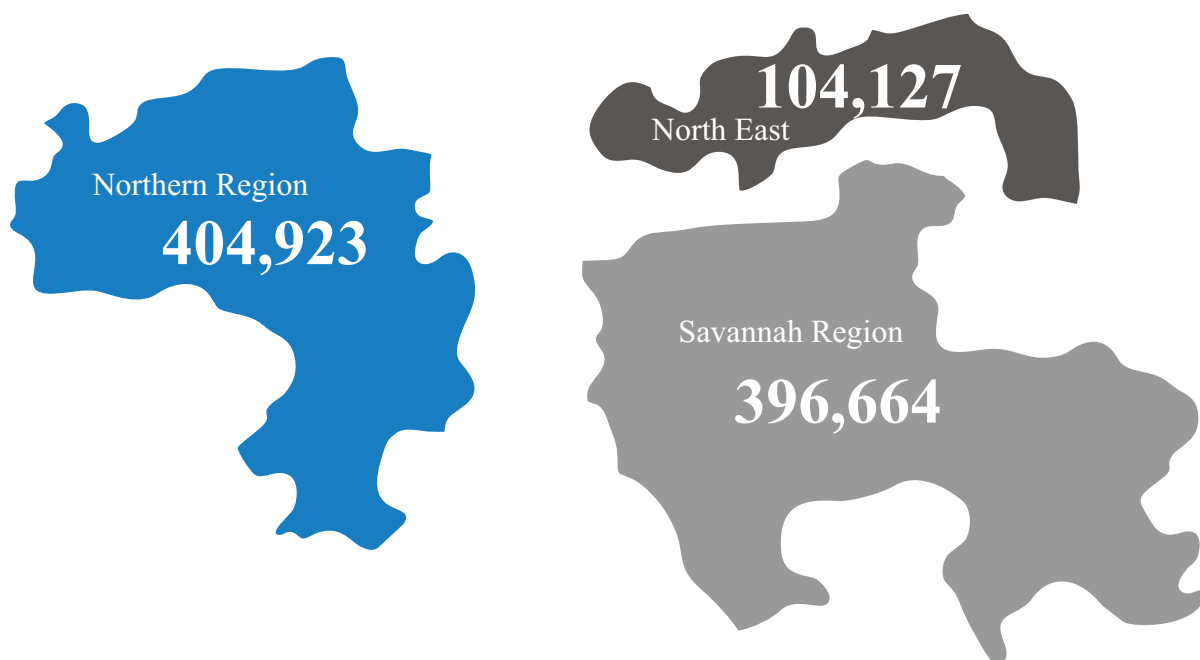 Northern Region
404,923
104,127
North East
Savannah Region
396,664